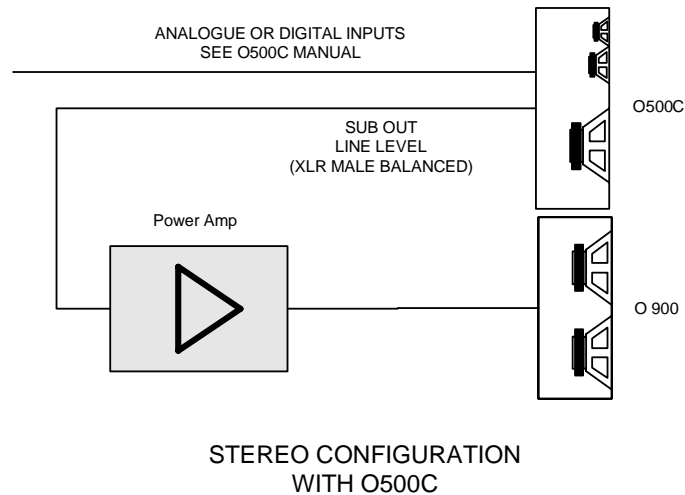 ANALOGUE OR DIGITAL INPUTS
SEE O500C MANUAL
O500C
SUB OUT
LINE LEVEL
(XLR MALE BALANCED)
Power Amp
O 900
STEREO CONFIGURATION
WITH O500C